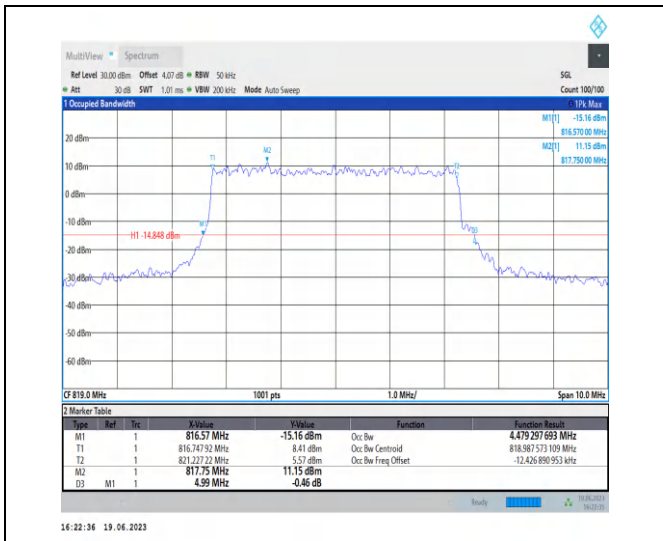 MultiView Spectrum
Ref Level 30.00 dBm Offset 4.07 dB RBW 50 kHz SGL
Att 30 dB SWT 1.01 ms VBW 200 kHz Mode Auto Sweep Count 100/100
1 Occupied Bandwidth 1Pk Max
M1[1] -15.16 dBm
816.570 00 MHz
M2[1] 11.15 dBm
817.750 00 MHz
20 dBm
M2
T1
T2
10 dBm
0 dBm
-10 dBm
M1
D3
H1 -14.848 dBm
-20 dBm
-30 dBm
-40 dBm
-50 dBm
-60 dBm
CF 819.0 MHz 1001 pts 1.0 MHz/ Span 10.0 MHz
2 Marker Table
Type Ref Trc X-Value Y-Value Function Function Result
M1 1 816.57 MHz -15.16 dBm Occ Bw 4.479 297 693 MHz
T1 1 816.747 92 MHz 8.41 dBm Occ Bw Centroid 818.987 573 109 MHz
T2 1 821.227 22 MHz 5.57 dBm Occ Bw Freq Offset -12.426 890 953 kHz
M2 1 817.75 MHz 11.15 dBm
D3 M1 1 4.99 MHz -0.46 dB
Ready 19.06.2023
16:22:35
16:22:36 19.06.2023